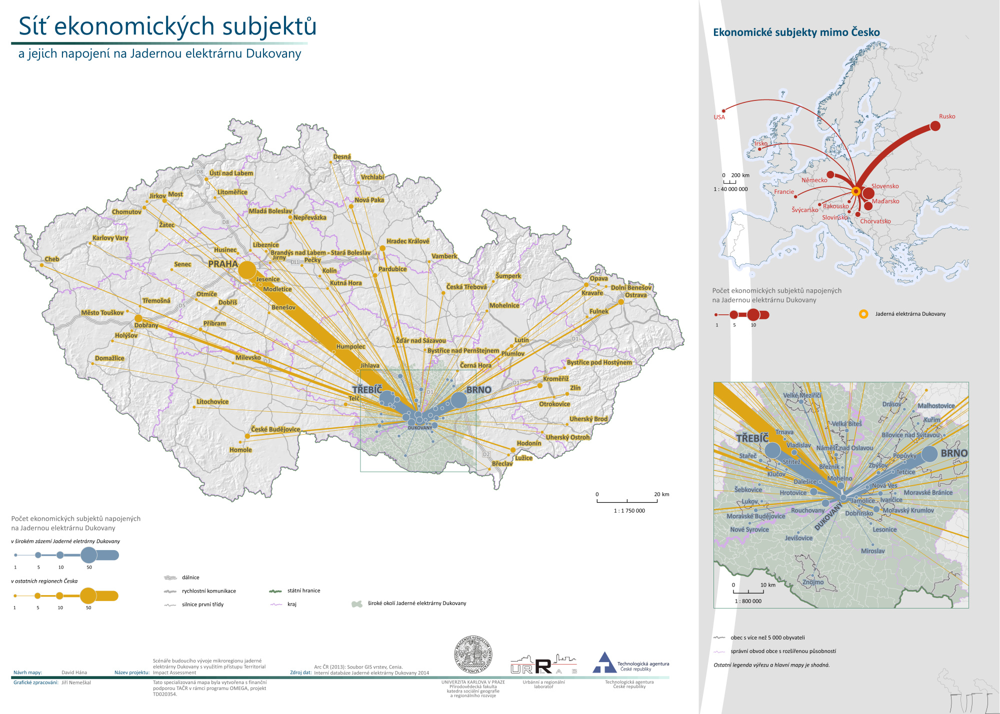 Síť ekonomických subjektů
a jejich napojení na Jadernou elektrárnu Dukovany
Desná
D8
Ústí nad Labem
Vrchlabí
Litoměřice
Jirkov
Most
Nová Paka
Chomutov
Mladá Boleslav
Nepřevázka
D8
Žatec
Karlovy Vary
Hradec Králové
Líbeznice
Husinec
Brandýs nad Labem - Stará Boleslav
Vamberk
Cheb
Jirny
Senec
PRAHA
D11
Pečky
Kolín
Pardubice
Šumperk
Jesenice
Opava
Kutná Hora
Česká Třebová
Dolní Benešov
Modletice
Kravaře
Otmíče
Ostrava
Třemošná
Dobříš
D5
Benešov
Mohelnice
Město Touškov
Fulnek
Dobřany
Příbram
Holýšov
Žďár nad Sázavou
Lutín
D1
Humpolec
Bystřice nad Pernštejnem
Plumlov
Domažlice
Milevsko
D3
Bystřice pod Hostýnem
Jihlava
Černá Hora
Kroměříž
D1
TŘEBÍČ
D1
BRNO
Zlín
Telč
Litochovice
Otrokovice
Uherský Brod
DUKOVANY
České Budějovice
Uherský Ostroh
Hodonín
Homole
D2
Lužice
Břeclav
0 20 km
1 : 1 750 000
Počet ekonomických subjektů napojených
na Jadernou elektrárnu Dukovany
v širokém zázemí Jaderné eletrárny Dukovany
1 5 10 50
v ostatních regionech Česka
1 5 10 50
dálnice
rychlostní komunikace
silnice první třídy
státní hranice
kraj
široké okolí Jaderné elektrárny Dukovany
Návrh mapy: David Hána
Grafické zpracování: Jiří Nemeškal
Název projektu:
Scénáře budoucího vývoje mikroregionu jaderné
elektrárny Dukovany s využitím přístupu Territorial
Impact Assessment
Tato specializovaná mapa byla vytvořena s finanční
podporou TAČR v rámci programu OMEGA, projekt
TD020354.
Zdroj dat:
Arc ČR (2013): Soubor GIS vrstev, Cenia.
Interní databáze Jaderné elektrárny Dukovany 2014
UNIVERZITA KARLOVA V PRAZE
Přírodovědecká fakulta
katedra sociální geografie
a regionálního rozvoje
URRLAB
Urbánní a regionální
laboratoř
Technologická agentura
České republiky
Technologická agentura
České republiky
Ekonomické subjekty mimo Česko
USA
Rusko
Irsko
0 200 km
1 : 40 000 000
Německo
Slovensko
Francie
Maďarsko
Rakousko
Švýcarsko
Slovinsko
Chorvatsko
Počet ekonomických subjektů napojených
na Jadernou elektrárnu Dukovany
1 5 10
Jaderná elektrárna Dukovany
Velké Meziříčí
Drásov
Malhostovice
Kuřim
Velká Bíteš
Trnava
Bílovice nad Svitavou
TŘEBÍČ
Vladislav
Náměšť nad Oslavou
BRNO
Stařeč
Popůvky
Střítež
Březník
Zbýšov
Tetčice
Klučov
Mohelno
Dalešice
Nová Ves
Šebkovice
Hrotovice
Moravské Bránice
Lukov
Jamolice
Ivančice
Rouchovany
Dobřínsko
Moravský Krumlov
Moravské Budějovice
DUKOVANY
Nové Syrovice
Lesonice
Jevišovice
Miroslav
Znojmo
0 10 km
1 : 800 000
obec s více než 5 000 obyvateli
správní obvod obce s rozšířenou působností
Ostatní legenda výřezu a hlavní mapy je shodná.